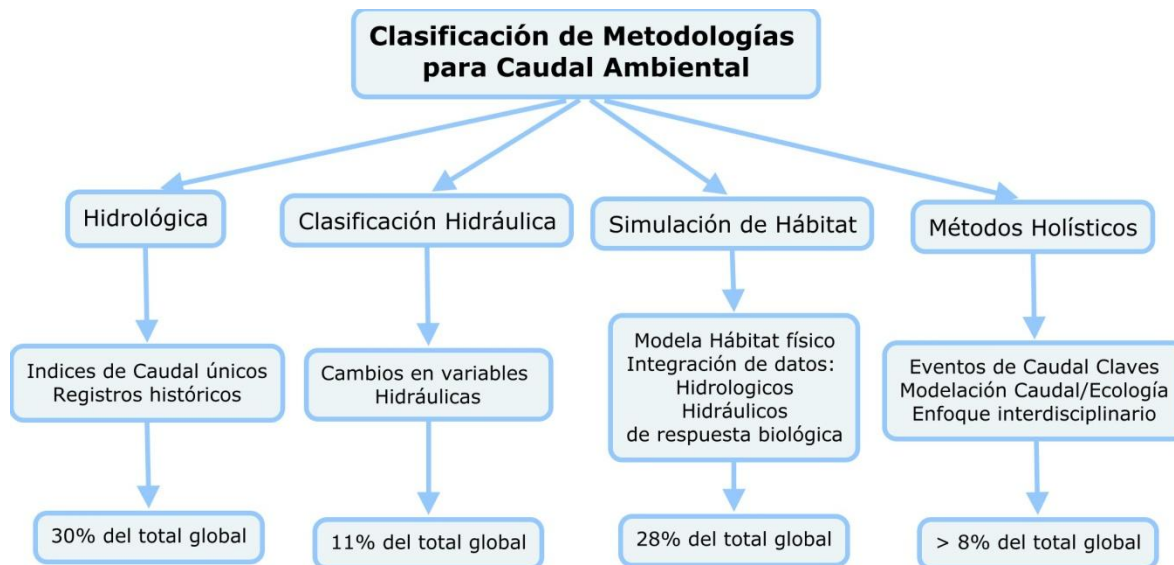 Clasificación de Metodologías
para Caudal Ambiental
Hidrológica
Clasificación Hidráulica
Simulación de Hábitat
Métodos Holísticos
Indices de Caudal únicos
Registros históricos
Cambios en variables
Hidráulicas
Modela Hábitat físico
Integración de datos:
Hidrologicos
Hidráulicos
de respuesta biológica
Eventos de Caudal Claves
Modelación Caudal/Ecología
Enfoque interdisciplinario
30% del total global
11% del total global
28% del total global
> 8% del total global